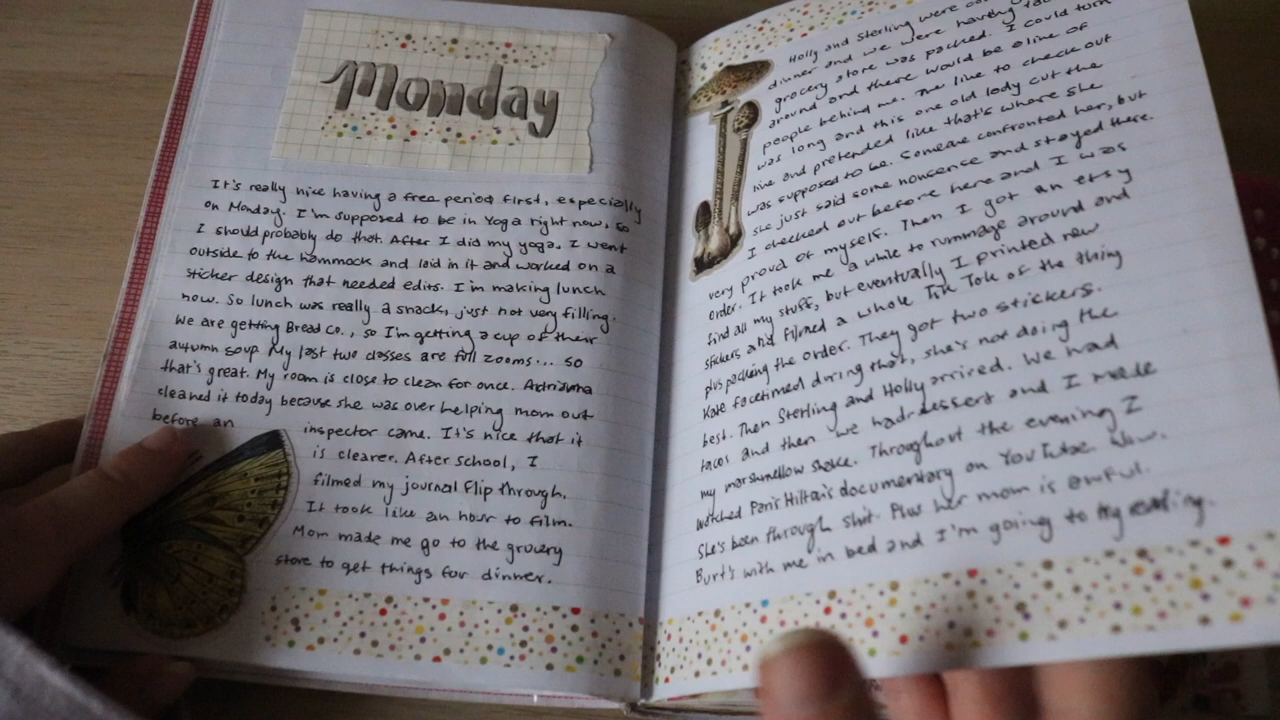 Monday
It's really nice having a free period first, especially
on Monday. I'm supposed to be in Yoga right now, so
I should probably do that. After I did my yoga, I went
outside to the hammock and laid in it and worked on a
sticker design that needed edits. I'm making lunch
now. So lunch was really a snack, just not very filling.
We are getting Bread Co., so I'm getting a cup of their
autumn soup. My last two classes are full zooms... so
that's great. My room is close to clean for once. Adrianna
cleaned it today because she was over helping mom out
before an inspector came. It's nice that it
is clearer. After school, I
filmed my journal flip through.
It took like an hour to film.
Mom made me go to the grocery
store to get things for dinner.
Holly and Sterling were
dinner and we were having
grocery store was packed. I could turn
around and there would be a line of
people behind me. The line to check out
was long and this one old lady cut the
line and pretended like that's where she
was supposed to be. Someone confronted her, but
she just said some nonsense and stayed there.
I checked out before here and I was
very proud of myself. Then I got an etsy
order. It took me a while to rummage around and
find all my stuff, but eventually I printed new
stickers and filmed a whole Tik Tok of the thing
plus packing the order. They got two stickers.
Kate facetimed during that, she's not doing the
best. Then Sterling and Holly arrived. We had
tacos and then we had dessert and I made
my marshmellow shake. Throughout the evening I
watched Paris Hilton's documentary on YouTube. Wow.
She's been through shit. Plus her mom is awful.
Burt's with me in bed and I'm going to try